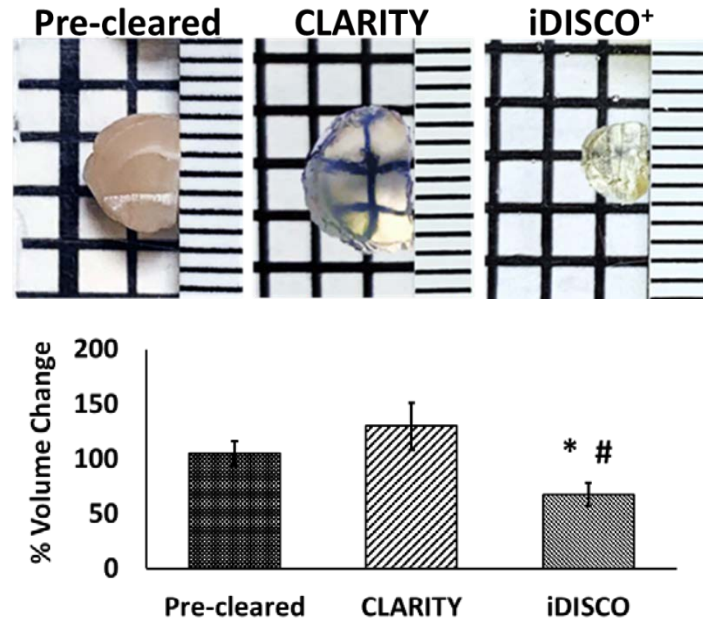 Pre-cleared CLARITY iDISCO⁺
% Volume Change
200
150
100
50
0
* #
Pre-cleared CLARITY iDISCO